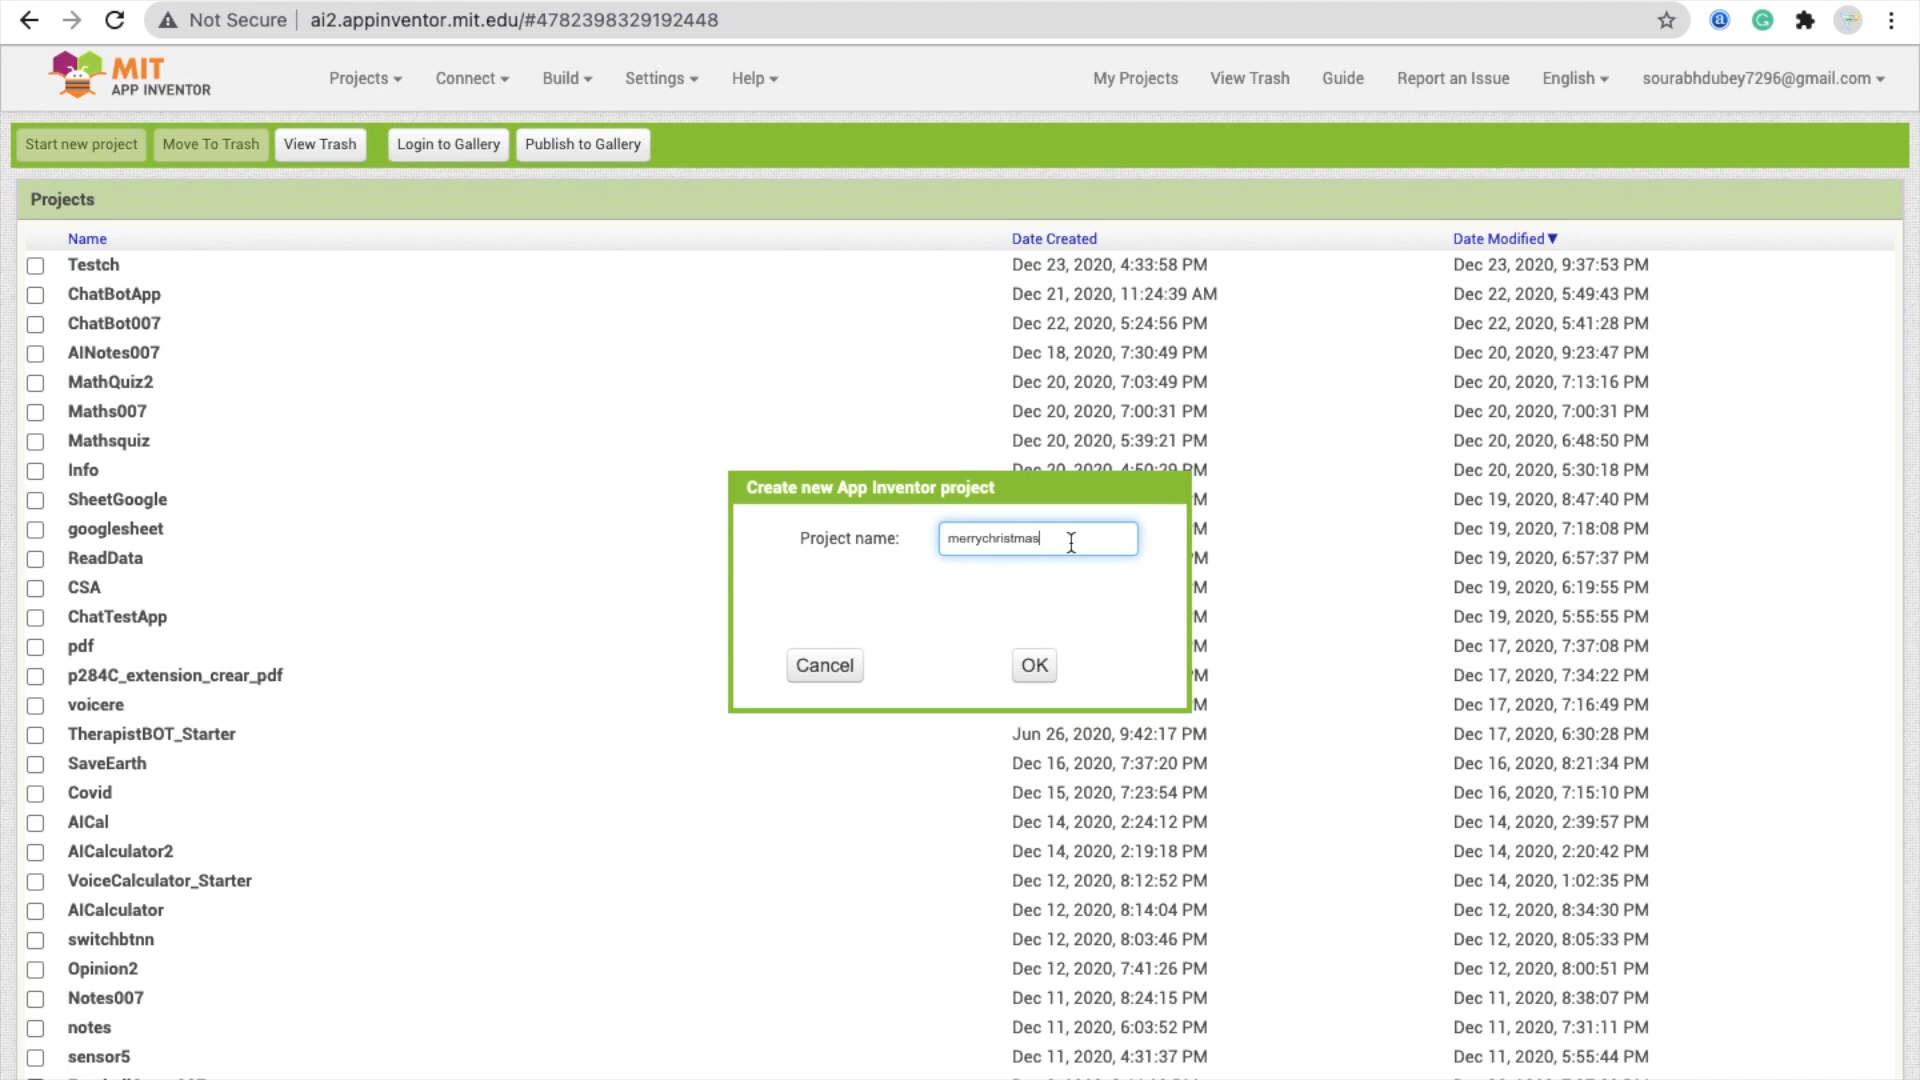 Not Secure ai2.appinventor.mit.edu/#4782398329192448
MIT
APP INVENTOR
Projects Connect Build Settings Help My Projects View Trash Guide Report an Issue English sourabhdubey7296@gmail.com
Start new project Move To Trash View Trash Login to Gallery Publish to Gallery
Projects
Name Date Created Date Modified
Testch Dec 23, 2020, 4:33:58 PM Dec 23, 2020, 9:37:53 PM
ChatBotApp Dec 21, 2020, 11:24:39 AM Dec 22, 2020, 5:49:43 PM
ChatBot007 Dec 22, 2020, 5:24:56 PM Dec 22, 2020, 5:41:28 PM
AINotes007 Dec 18, 2020, 7:30:49 PM Dec 20, 2020, 9:23:47 PM
MathQuiz2 Dec 20, 2020, 7:03:49 PM Dec 20, 2020, 7:13:16 PM
Maths007 Dec 20, 2020, 7:00:31 PM Dec 20, 2020, 7:00:31 PM
Mathsquiz Dec 20, 2020, 5:39:21 PM Dec 20, 2020, 6:48:50 PM
Info Dec 20, 2020, 4:50:29 PM Dec 20, 2020, 5:30:18 PM
SheetGoogle Dec 19, 2020, 8:47:40 PM
googlesheet Dec 19, 2020, 7:18:08 PM
ReadData Dec 19, 2020, 6:57:37 PM
CSA Dec 19, 2020, 6:19:55 PM
ChatTestApp Dec 19, 2020, 5:55:55 PM
pdf Dec 17, 2020, 7:37:08 PM
p284C_extension_crear_pdf Dec 17, 2020, 7:34:22 PM
voicere Dec 17, 2020, 7:16:49 PM
Create new App Inventor project
Project name: merrychristmas
Cancel OK
TherapistBOT_Starter Jun 26, 2020, 9:42:17 PM Dec 17, 2020, 6:30:28 PM
SaveEarth Dec 16, 2020, 7:37:20 PM Dec 16, 2020, 8:21:34 PM
Covid Dec 15, 2020, 7:23:54 PM Dec 16, 2020, 7:15:10 PM
AICal Dec 14, 2020, 2:24:12 PM Dec 14, 2020, 2:39:57 PM
AICalculator2 Dec 14, 2020, 2:19:18 PM Dec 14, 2020, 2:20:42 PM
VoiceCalculator_Starter Dec 12, 2020, 8:12:52 PM Dec 14, 2020, 1:02:35 PM
AICalculator Dec 12, 2020, 8:14:04 PM Dec 12, 2020, 8:34:30 PM
switchbtnn Dec 12, 2020, 8:03:46 PM Dec 12, 2020, 8:05:33 PM
Opinion2 Dec 12, 2020, 7:41:26 PM Dec 12, 2020, 8:00:51 PM
Notes007 Dec 11, 2020, 8:24:15 PM Dec 11, 2020, 8:38:07 PM
notes Dec 11, 2020, 6:03:52 PM Dec 11, 2020, 7:31:11 PM
sensor5 Dec 11, 2020, 4:31:37 PM Dec 11, 2020, 5:55:44 PM